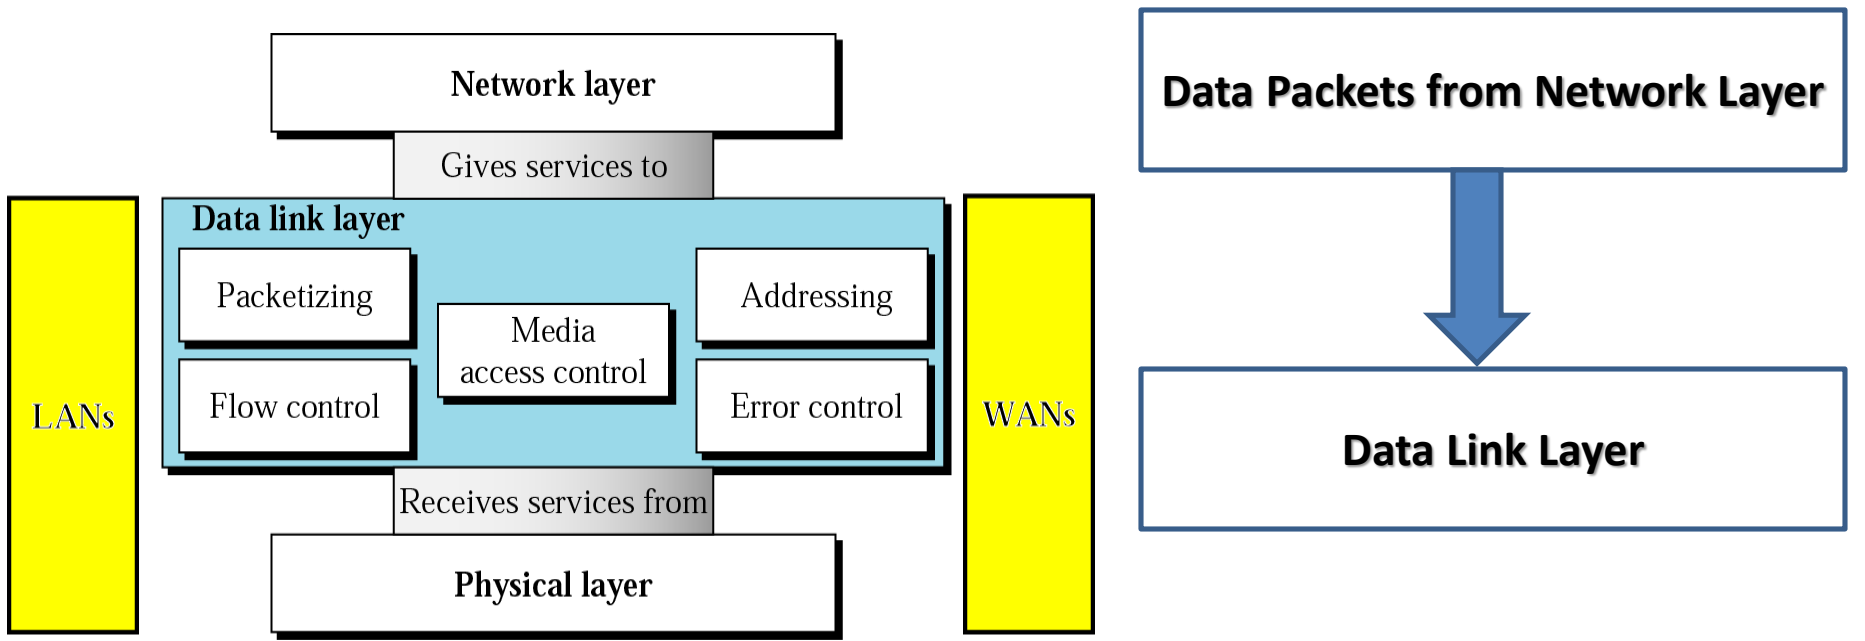 Network layer
Gives services to
Data link layer
Packetizing
Addressing
Media
access control
Flow control
Error control
LANs
WANs
Receives services from
Physical layer
Data Packets from Network Layer
Data Link Layer